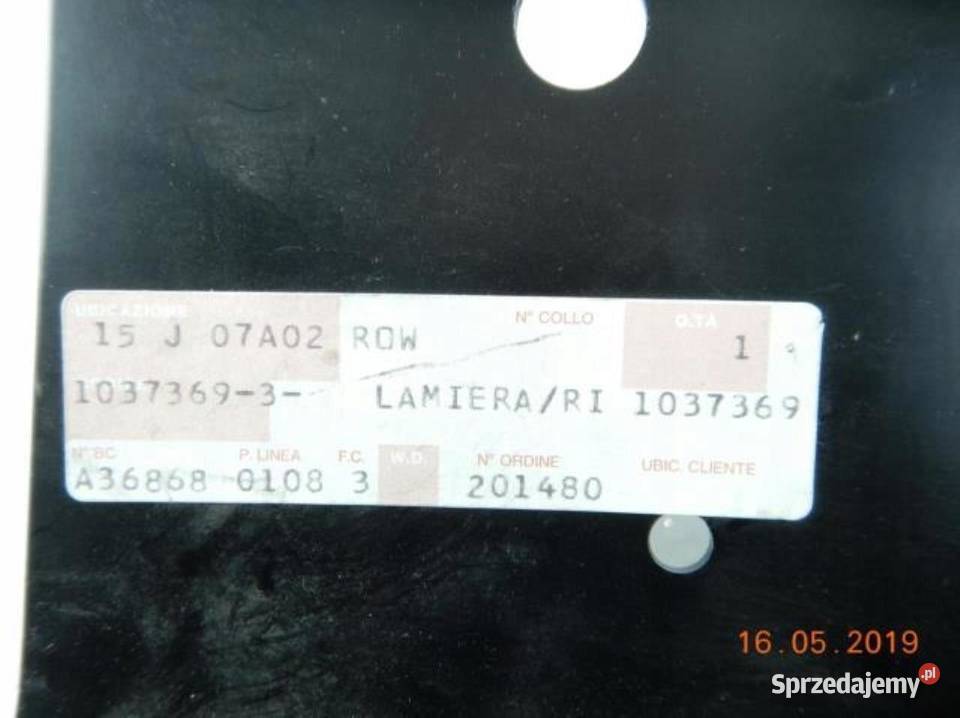 UBICAZIONE N° COLLO Q.TÀ
15 J 07A02 ROW 1
1037369-3- LAMIERA/RI 1037369
N° BC P. LINEA F.C. W.D. N° ORDINE UBIC. CLIENTE
A36868 0108 3 201480
16.05.2019
Sprzedajemy.pl